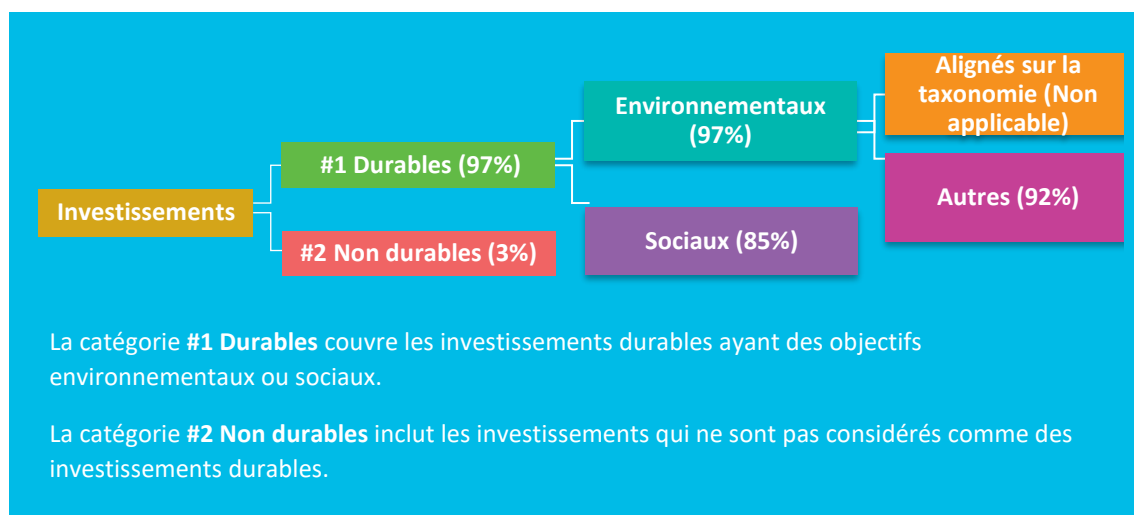 Investissements
#1 Durables (97%)
#2 Non durables (3%)
Environnementaux
(97%)
Sociaux (85%)
Alignés sur la
taxonomie (Non
applicable)
Autres (92%)
La catégorie #1 Durables couvre les investissements durables ayant des objectifs
environnementaux ou sociaux.
La catégorie #2 Non durables inclut les investissements qui ne sont pas considérés comme des
investissements durables.